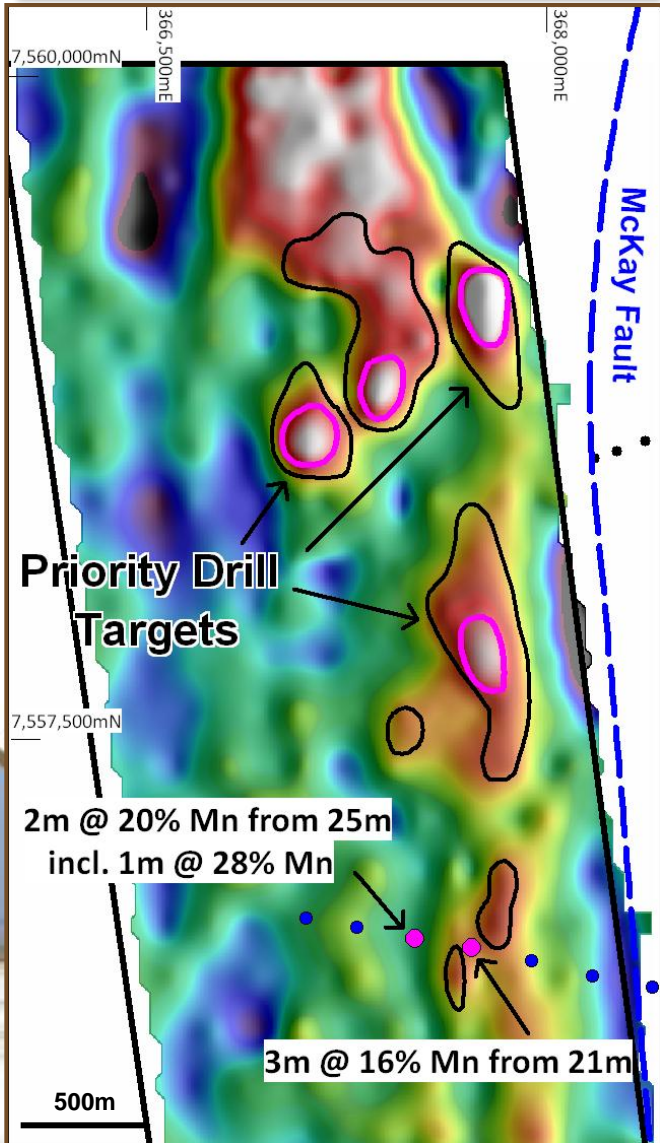 366,500mE
368,000mE
7,560,000mN
McKay Fault
Priority Drill
Targets
7,557,500mN
2m @ 20% Mn from 25m
incl. 1m @ 28% Mn
3m @ 16% Mn from 21m
500m